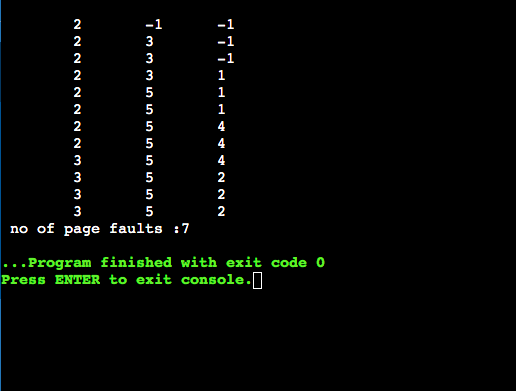 2 -1 -1
2 3 -1
2 3 -1
2 3 1
2 5 1
2 5 1
2 5 4
2 5 4
3 5 4
3 5 2
3 5 2
3 5 2
no of page faults :7
...Program finished with exit code 0
Press ENTER to exit console.